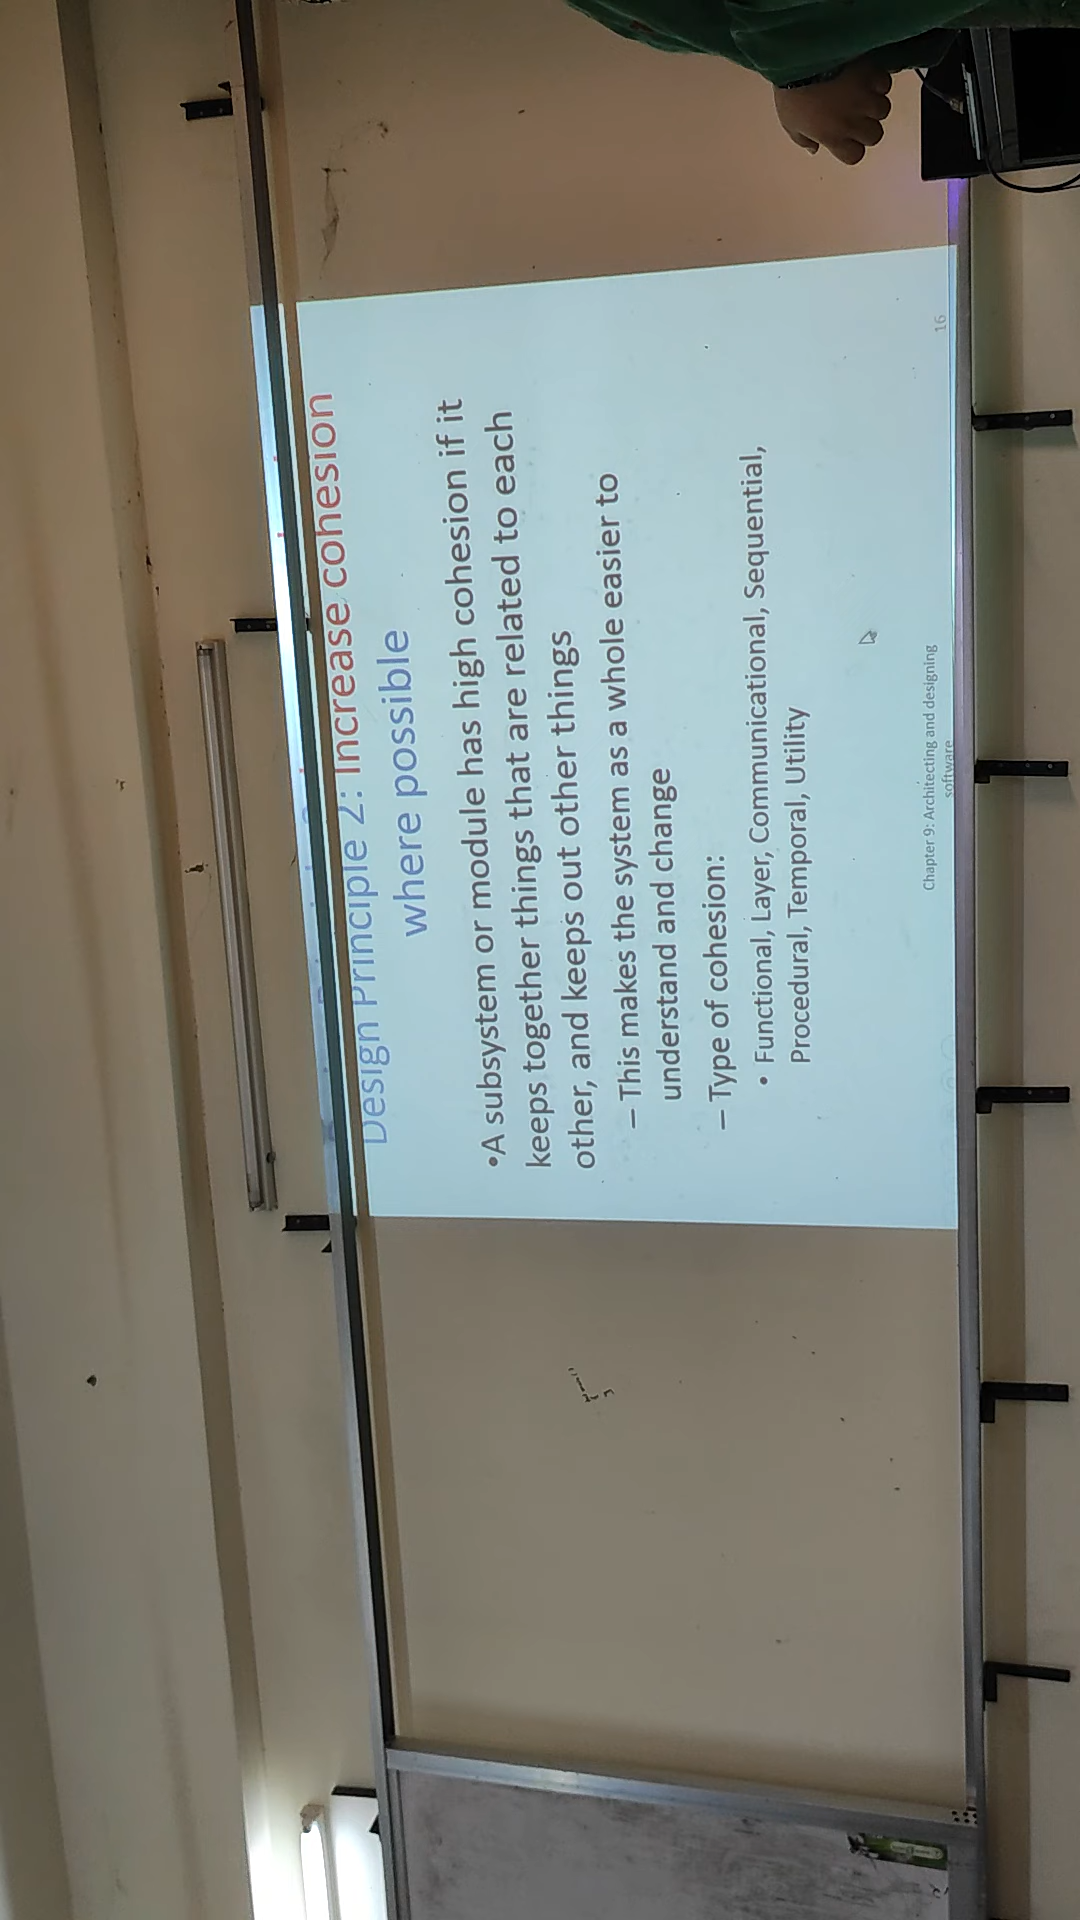 Design Principle 2: Increase cohesion
where possible
•A subsystem or module has high cohesion if it
keeps together things that are related to each
other, and keeps out other things
– This makes the system as a whole easier to
understand and change
– Type of cohesion:
• Functional, Layer, Communicational, Sequential,
Procedural, Temporal, Utility
Chapter 9: Architecting and designing
software
16